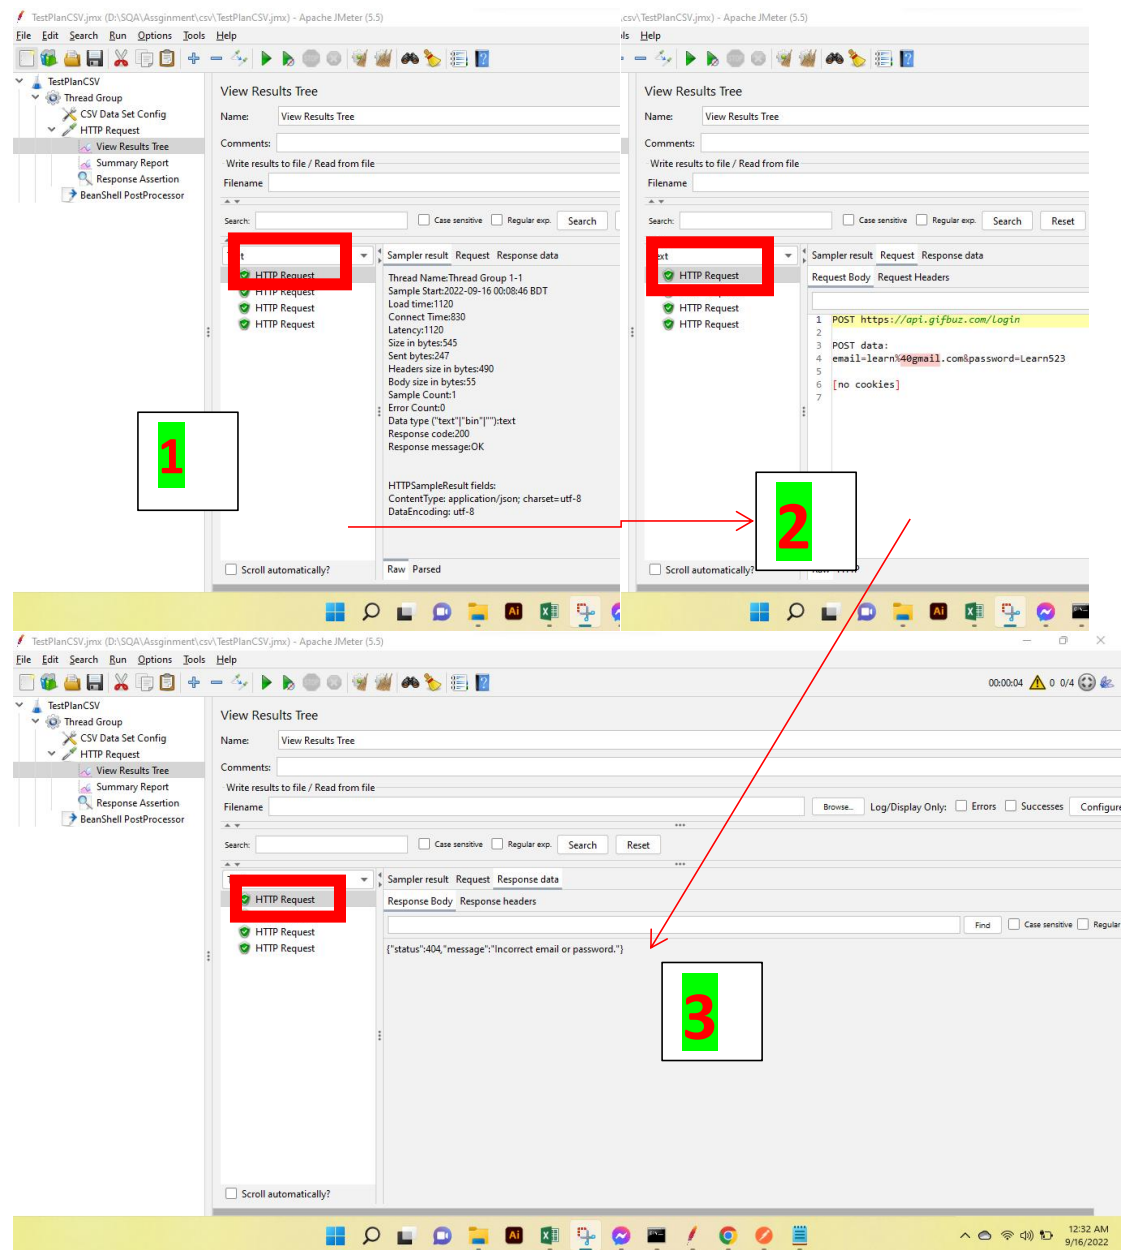 TestPlanCSV.jmx (D:\SQA\Assginment\csv\TestPlanCSV.jmx) - Apache JMeter (5.5)
File Edit Search Run Options Tools Help
TestPlanCSV
Thread Group
CSV Data Set Config
HTTP Request
View Results Tree
Summary Report
Response Assertion
BeanShell PostProcessor
View Results Tree
Name: View Results Tree
Comments:
Write results to file / Read from file
Filename
Search: Case sensitive Regular exp. Search
Sampler result Request Response data
HTTP Request
HTTP Request
HTTP Request
HTTP Request
Thread Name:Thread Group 1-1
Sample Start:2022-09-16 00:08:46 BDT
Load time:1120
Connect Time:830
Latency:1120
Size in bytes:545
Sent bytes:247
Headers size in bytes:490
Body size in bytes:55
Sample Count:1
Error Count:0
Data type ("text"|"bin"|""):text
Response code:200
Response message:OK
HTTPSampleResult fields:
ContentType: application/json; charset=utf-8
DataEncoding: utf-8
1
Scroll automatically?
Raw Parsed
.csv\TestPlanCSV.jmx) - Apache JMeter (5.5)
ls Help
View Results Tree
Name: View Results Tree
Comments:
Write results to file / Read from file
Filename
Search: Case sensitive Regular exp. Search Reset
Sampler result Request Response data
HTTP Request
HTTP Request
HTTP Request
Request Body Request Headers
1 POST https://api.gifbuz.com/login
2
3 POST data:
4 email=learn%40gmail.com&password=Learn523
5
6 [no cookies]
7
2
Scroll automatically?
TestPlanCSV.jmx (D:\SQA\Assginment\csv\TestPlanCSV.jmx) - Apache JMeter (5.5)
File Edit Search Run Options Tools Help
00:00:04 0 0/4
TestPlanCSV
Thread Group
CSV Data Set Config
HTTP Request
View Results Tree
Summary Report
Response Assertion
BeanShell PostProcessor
View Results Tree
Name: View Results Tree
Comments:
Write results to file / Read from file
Filename Browse... Log/Display Only: Errors Successes Configure
Search: Case sensitive Regular exp. Search Reset
Sampler result Request Response data
HTTP Request
HTTP Request
HTTP Request
Response Body Response headers
Find Case sensitive Regular
{"status":404,"message":"Incorrect email or password."}
3
Scroll automatically?
12:32 AM
9/16/2022